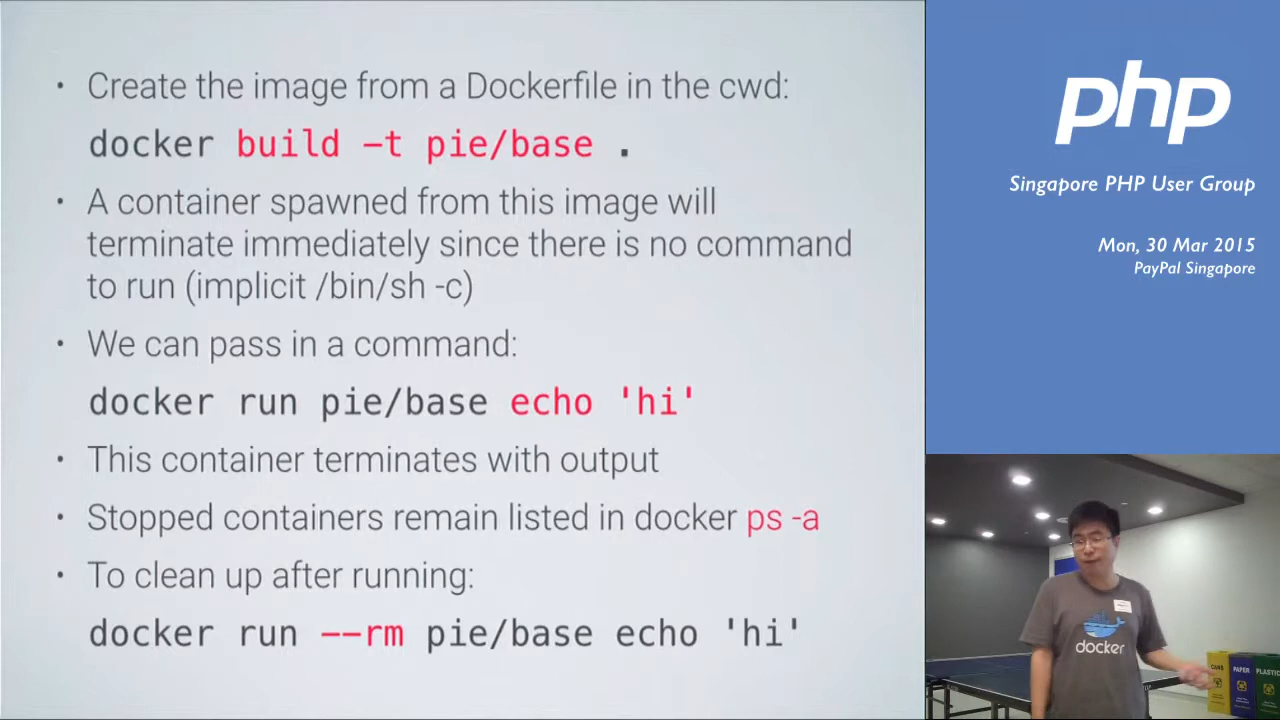 • Create the image from a Dockerfile in the cwd:
docker build -t pie/base .
• A container spawned from this image will
terminate immediately since there is no command
to run (implicit /bin/sh -c)
• We can pass in a command:
docker run pie/base echo 'hi'
• This container terminates with output
• Stopped containers remain listed in docker ps -a
• To clean up after running:
docker run --rm pie/base echo 'hi'
php
Singapore PHP User Group
Mon, 30 Mar 2015
PayPal Singapore
docker
CANS
PAPER
PLASTIC